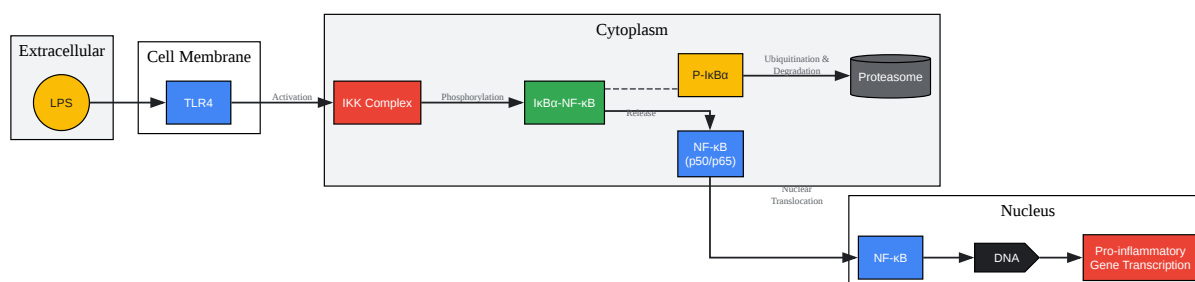 Extracellular
LPS
Cell Membrane
TLR4
Activation
Cytoplasm
IKK Complex
Phosphorylation
IκBα-NF-κB
Release
P-IκBα
Ubiquitination &
Degradation
Proteasome
NF-κB
(p50/p65)
Nuclear
Translocation
Nucleus
NF-κB
DNA
Pro-inflammatory
Gene Transcription